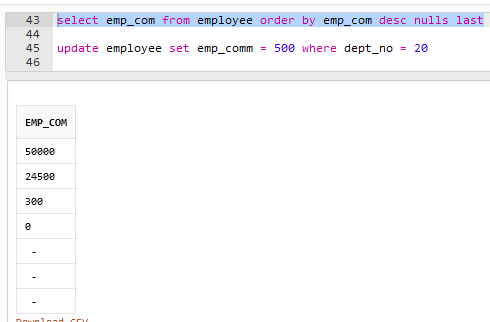 43 select emp_com from employee order by emp_com desc nulls last
44
45 update employee set emp_comm = 500 where dept_no = 20
46
EMP_COM
50000
24500
300
0
-
-
-
Download CSV